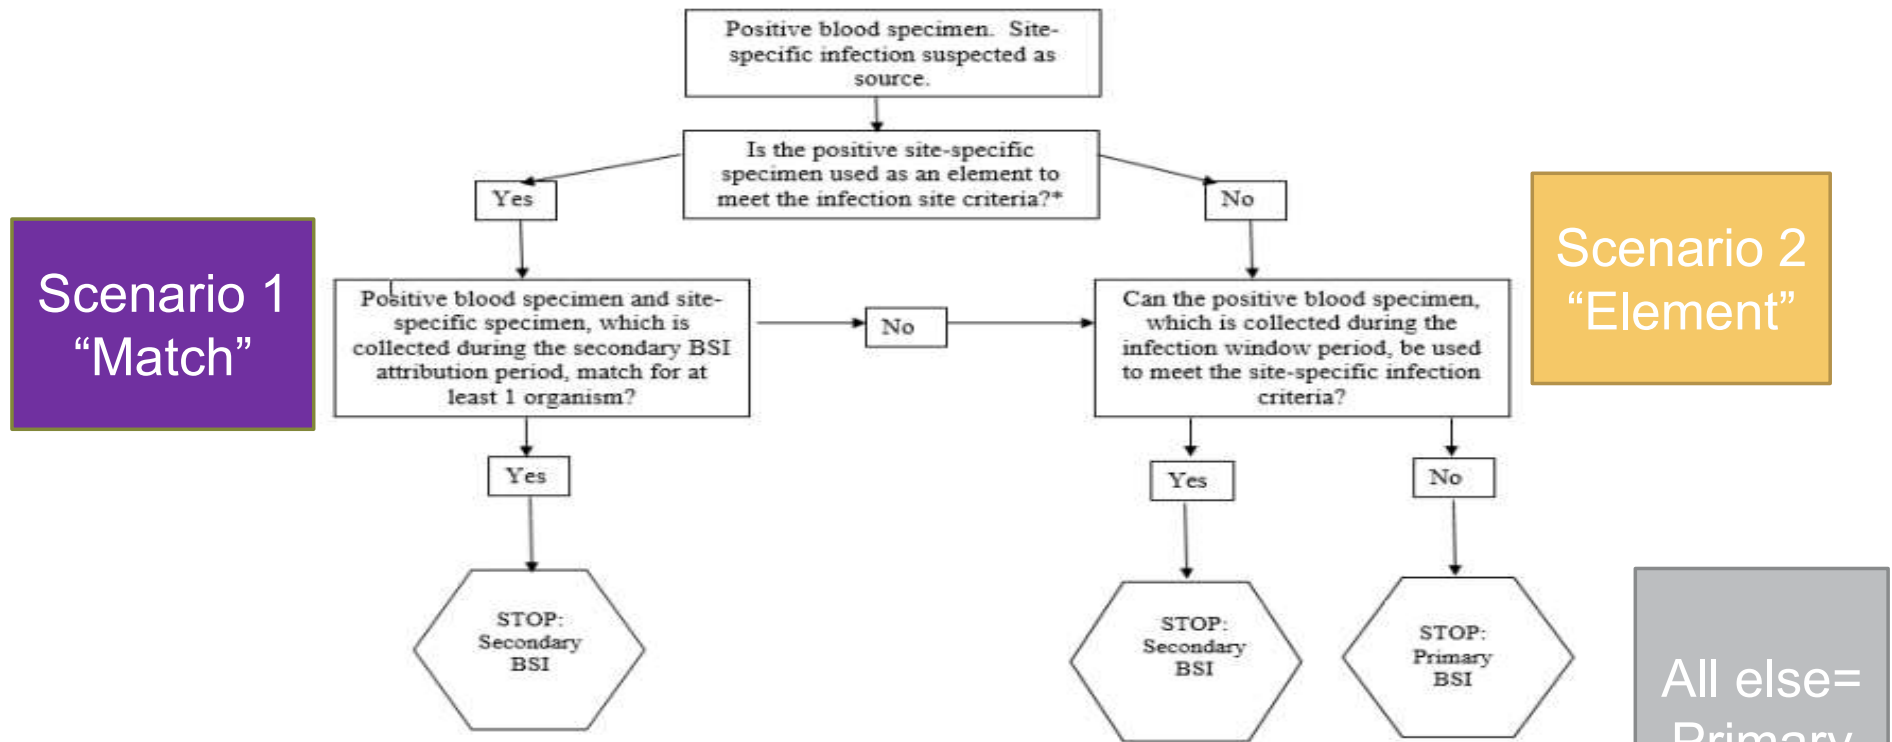 Positive blood specimen. Site-
specific infection suspected as
source.
Is the positive site-specific
specimen used as an element to
meet the infection site criteria?*
Yes
No
Scenario 1
“Match”
Scenario 2
“Element”
Positive blood specimen and site-
specific specimen, which is
collected during the secondary BSI
attribution period, match for at
least 1 organism?
No
Can the positive blood specimen,
which is collected during the
infection window period, be used
to meet the site-specific infection
criteria?
Yes
Yes
No
STOP:
Secondary
BSI
STOP:
Secondary
BSI
STOP:
Primary
BSI
All else=
Primary